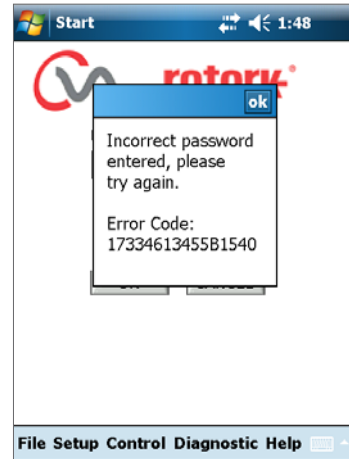 Start 1:48
rotork®
ok
Incorrect password
entered, please
try again.
Error Code:
17334613455B1540
File Setup Control Diagnostic Help